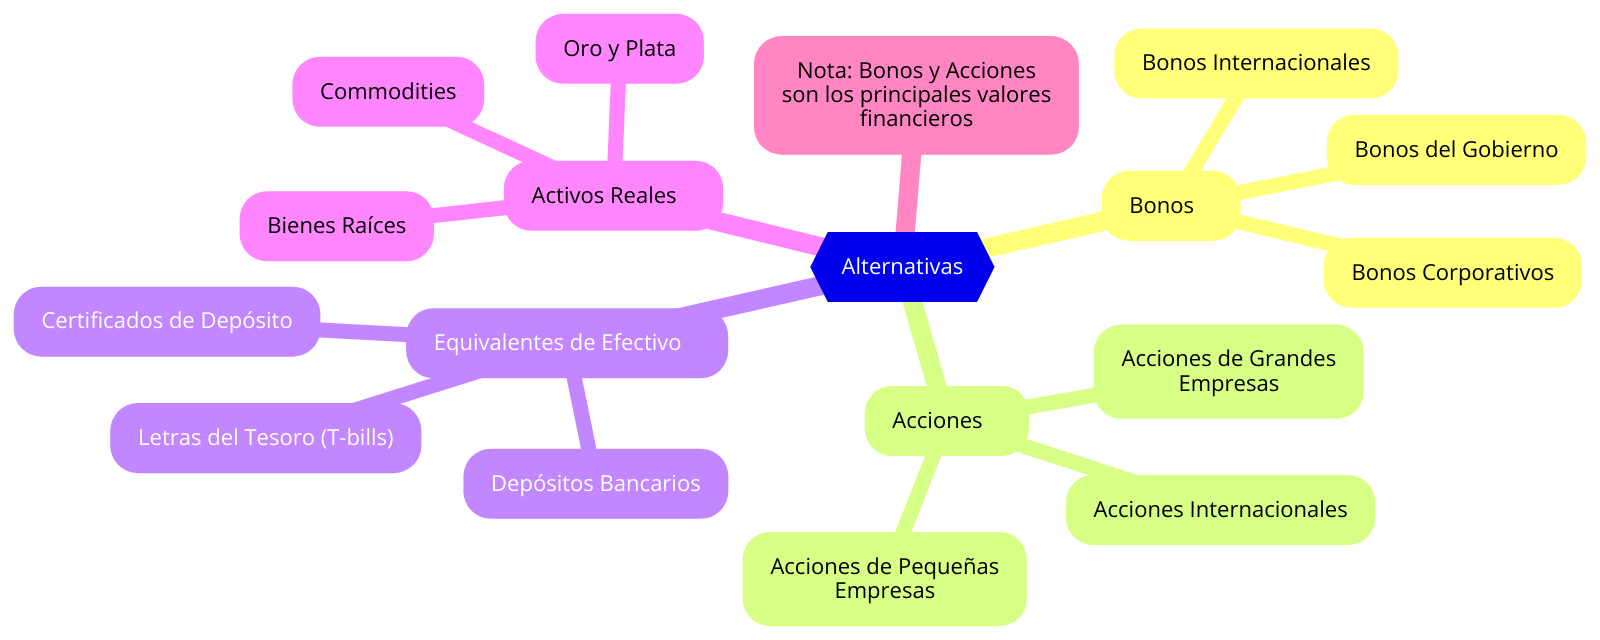 Oro y Plata
Commodities
Activos Reales
Bienes Raíces
Nota: Bonos y Acciones
son los principales valores
financieros
Bonos Internacionales
Bonos del Gobierno
Bonos
Bonos Corporativos
Alternativas
Certificados de Depósito
Equivalentes de Efectivo
Letras del Tesoro (T-bills)
Depósitos Bancarios
Acciones de Grandes
Empresas
Acciones
Acciones Internacionales
Acciones de Pequeñas
Empresas